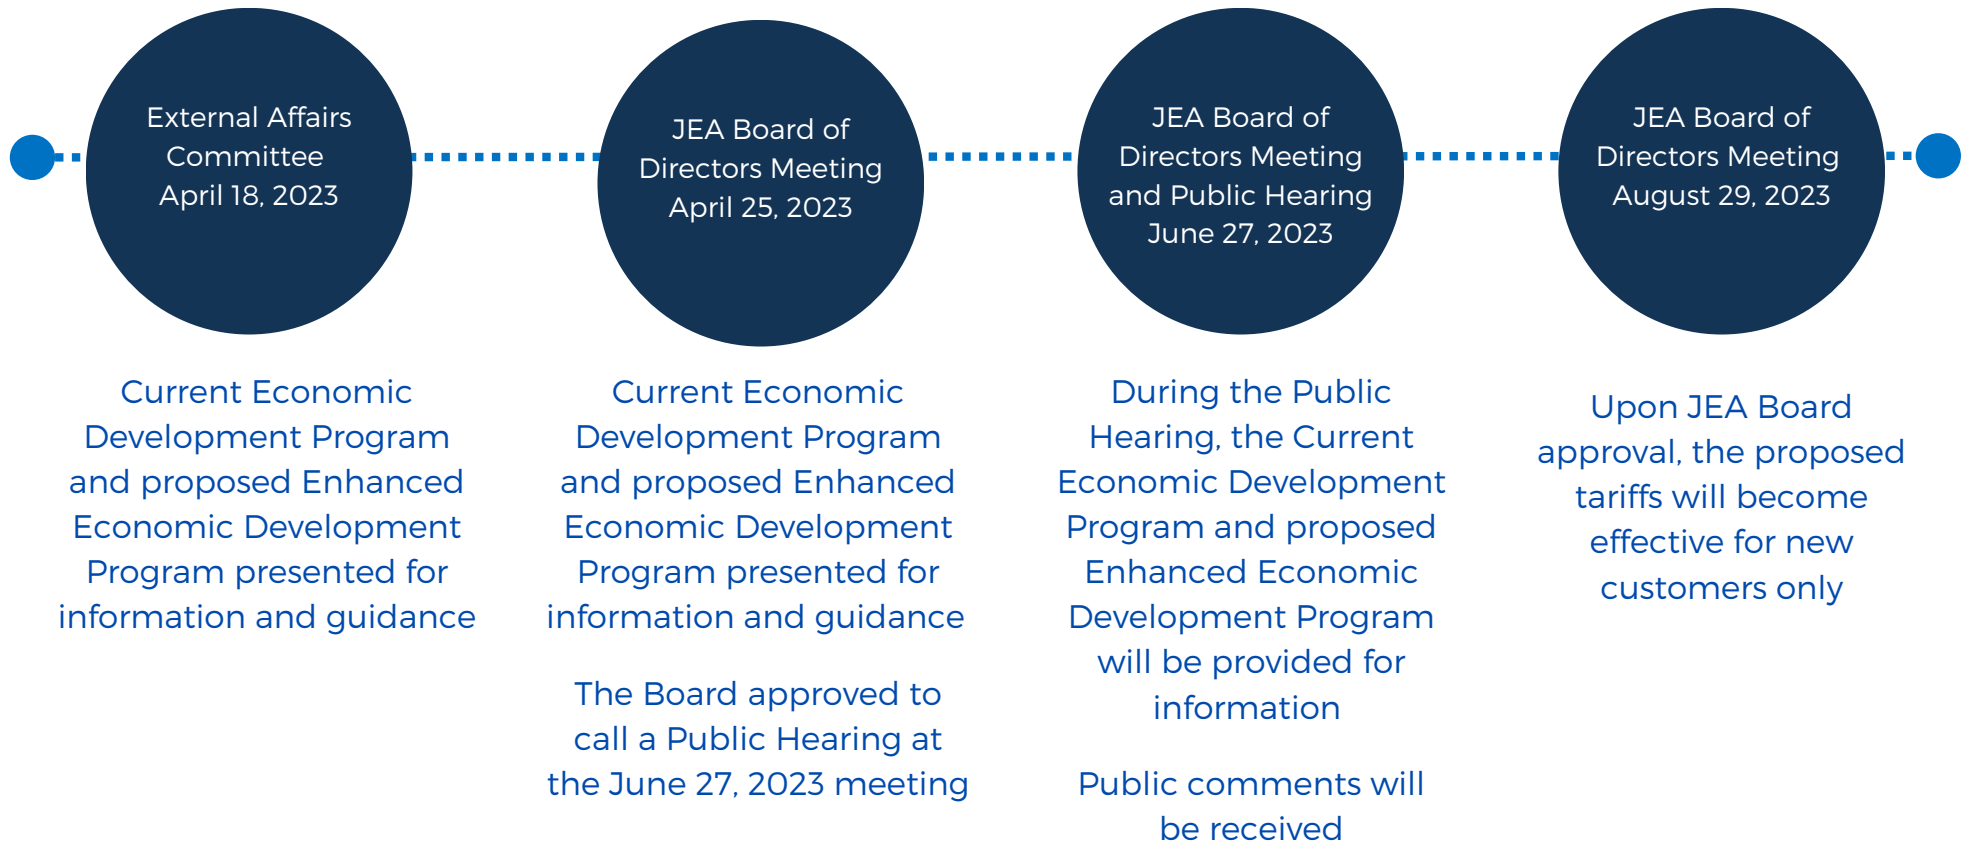 External Affairs
Committee
April 18, 2023
JEA Board of
Directors Meeting
April 25, 2023
JEA Board of
Directors Meeting
and Public Hearing
June 27, 2023
JEA Board of
Directors Meeting
August 29, 2023
Current Economic
Development Program
and proposed Enhanced
Economic Development
Program presented for
information and guidance
Current Economic
Development Program
and proposed Enhanced
Economic Development
Program presented for
information and guidance
The Board approved to
call a Public Hearing at
the June 27, 2023 meeting
During the Public
Hearing, the Current
Economic Development
Program and proposed
Enhanced Economic
Development Program
will be provided for
information
Public comments will
be received
Upon JEA Board
approval, the proposed
tariffs will become
effective for new
customers only